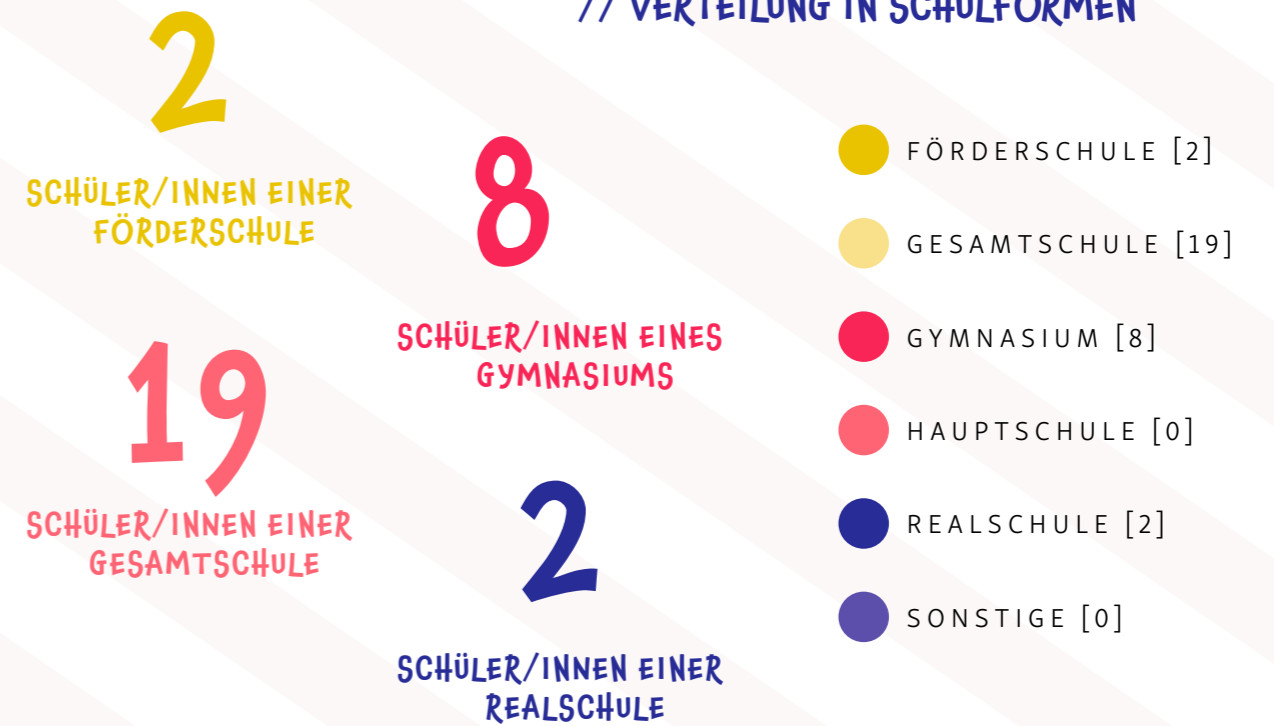 // VERTEILUNG IN SCHULFORMEN
2
SCHÜLER/INNEN EINER
FÖRDERSCHULE
8
SCHÜLER/INNEN EINES
GYMNASIUMS
19
SCHÜLER/INNEN EINER
GESAMTSCHULE
2
SCHÜLER/INNEN EINER
REALSCHULE
FÖRDERSCHULE [2]
GESAMTSCHULE [19]
GYMNASIUM [8]
HAUPTSCHULE [0]
REALSCHULE [2]
SONSTIGE [0]